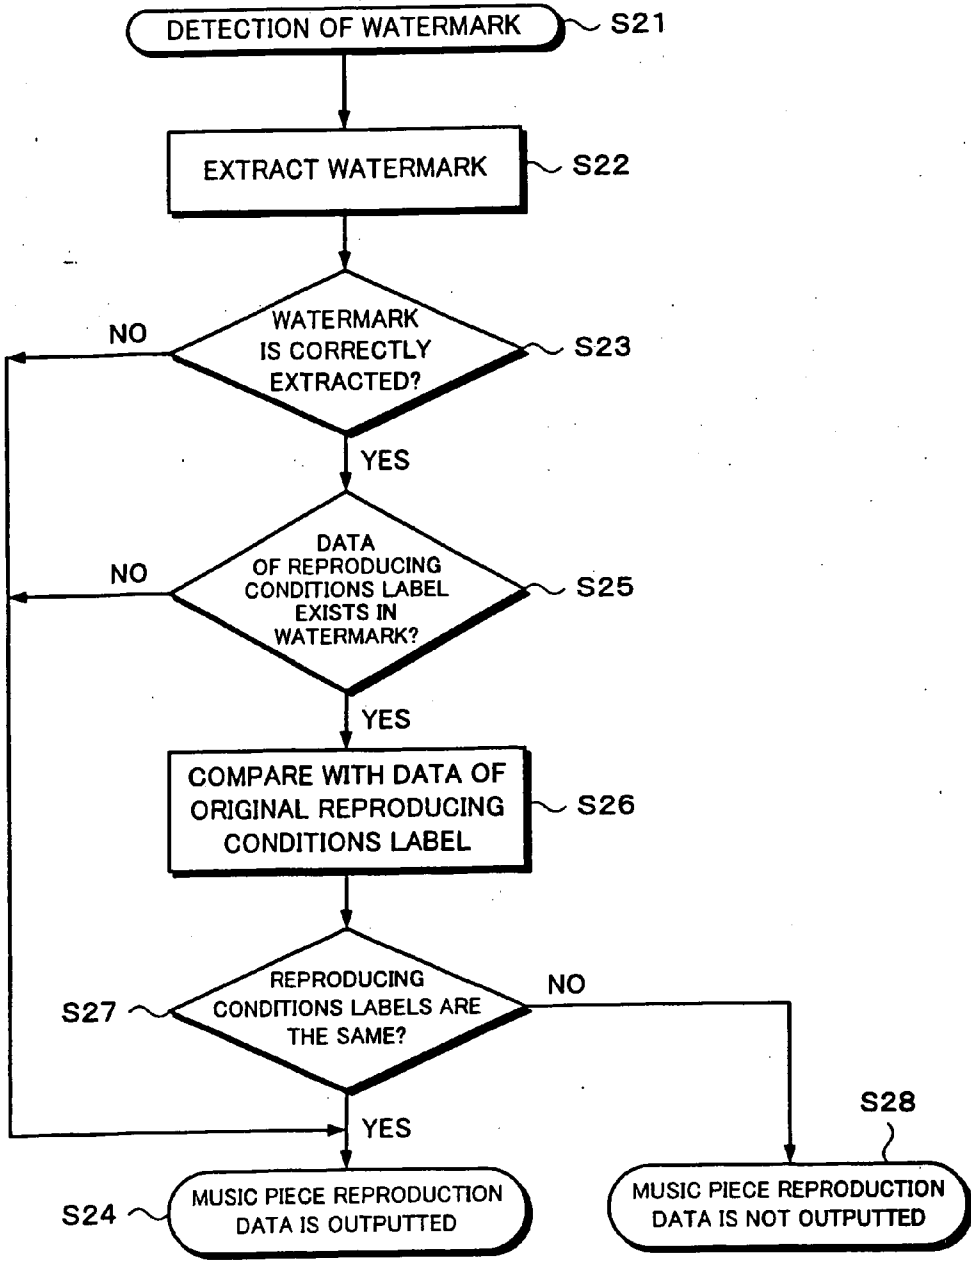 DETECTION OF WATERMARK
S21
EXTRACT WATERMARK
S22
WATERMARK
IS CORRECTLY
EXTRACTED?
S23
NO
YES
DATA
OF REPRODUCING
CONDITIONS LABEL
EXISTS IN
WATERMARK?
S25
NO
YES
COMPARE WITH DATA OF
ORIGINAL REPRODUCING
CONDITIONS LABEL
S26
REPRODUCING
CONDITIONS LABELS ARE
THE SAME?
S27
NO
YES
S28
S24
MUSIC PIECE REPRODUCTION
DATA IS OUTPUTTED
MUSIC PIECE REPRODUCTION
DATA IS NOT OUTPUTTED